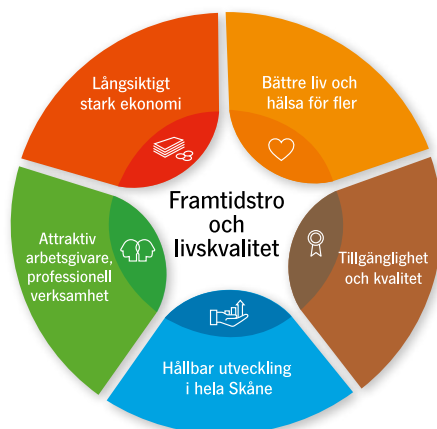 Långsiktigt
stark ekonomi
Bättre liv och
hälsa för fler
Framtidstro
och
livskvalitet
Attraktiv
arbetsgivare,
professionell
verksamhet
Tillgänglighet
och kvalitet
Hållbar utveckling
i hela Skåne